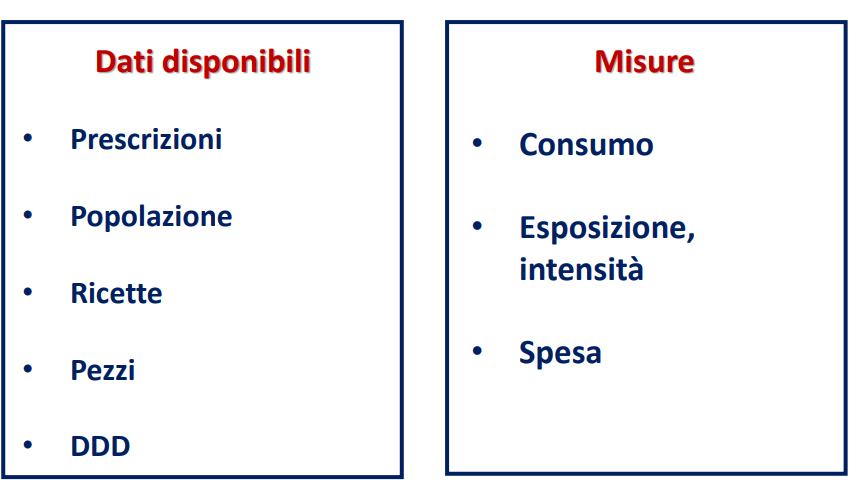 Dati disponibili
• Prescrizioni
• Popolazione
• Ricette
• Pezzi
• DDD
Misure
• Consumo
• Esposizione,
intensità
• Spesa